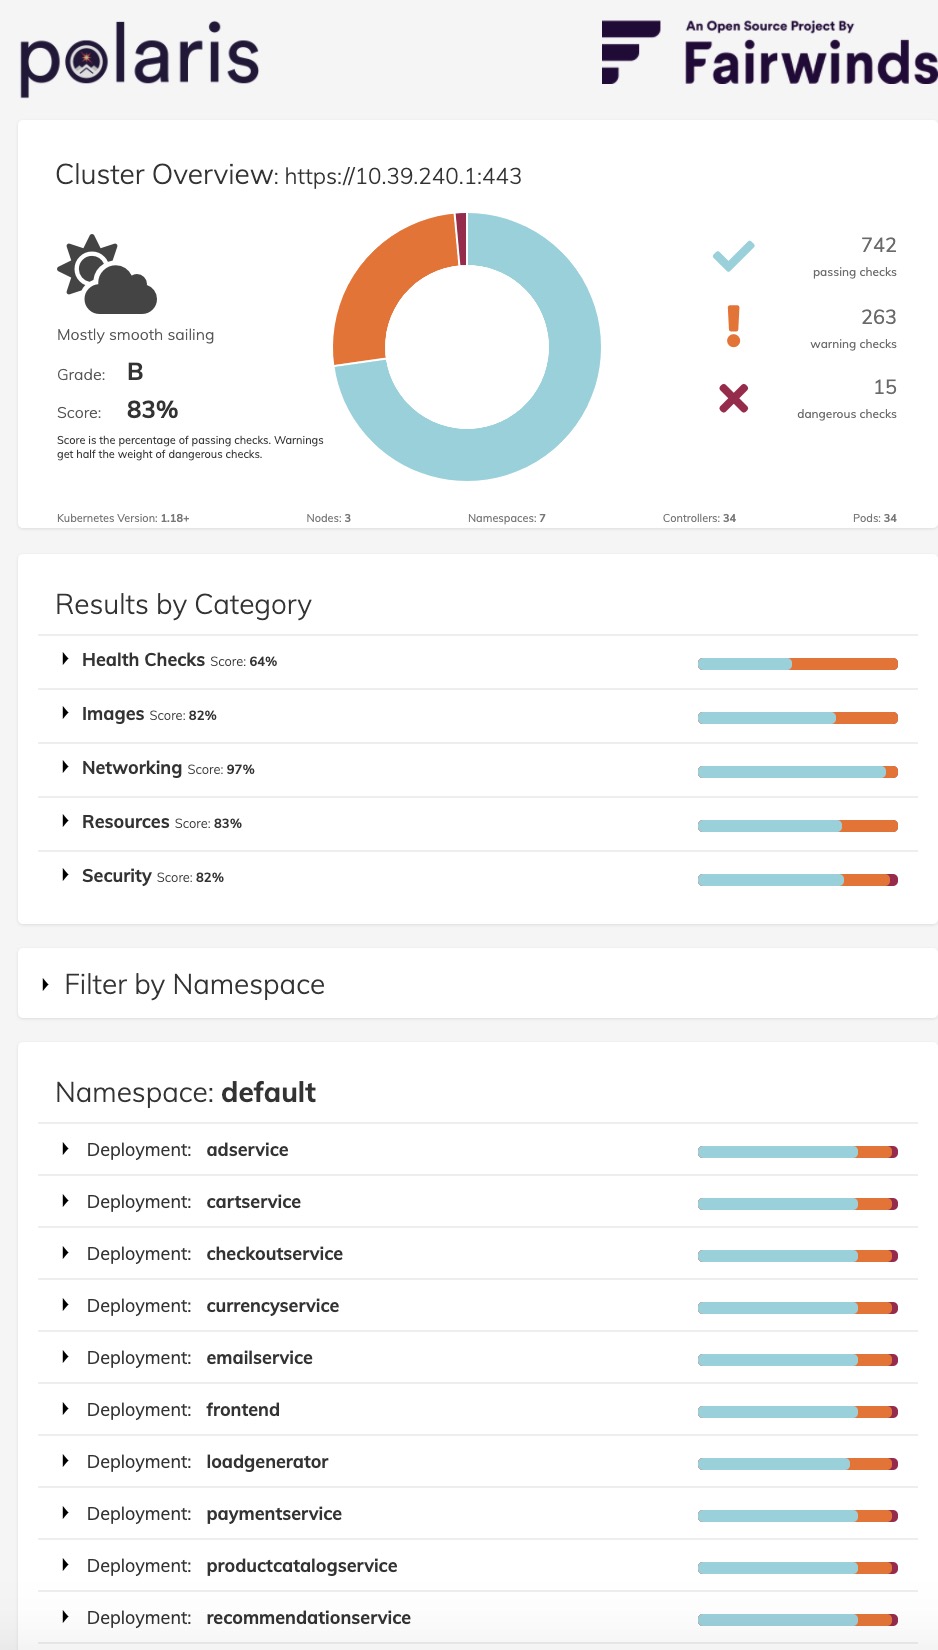 polaris
An Open Source Project By
Fairwinds
Cluster Overview: https://10.39.240.1:443
Mostly smooth sailing
Grade: B
Score: 83%
Score is the percentage of passing checks. Warnings
get half the weight of dangerous checks.
742
passing checks
263
warning checks
15
dangerous checks
Kubernetes Version: 1.18+ Nodes: 3 Namespaces: 7 Controllers: 34 Pods: 34
Results by Category
Health Checks Score: 64%
Images Score: 82%
Networking Score: 97%
Resources Score: 83%
Security Score: 82%
Filter by Namespace
Namespace: default
Deployment: adservice
Deployment: cartservice
Deployment: checkoutservice
Deployment: currencyservice
Deployment: emailservice
Deployment: frontend
Deployment: loadgenerator
Deployment: paymentservice
Deployment: productcatalogservice
Deployment: recommendationservice